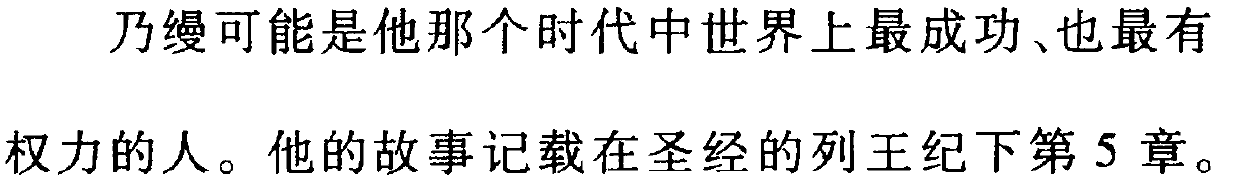 乃缦可能是他那个时代中世界上最成功、也最有
权力的人。他的故事记载在圣经的列王纪下第 5 章。